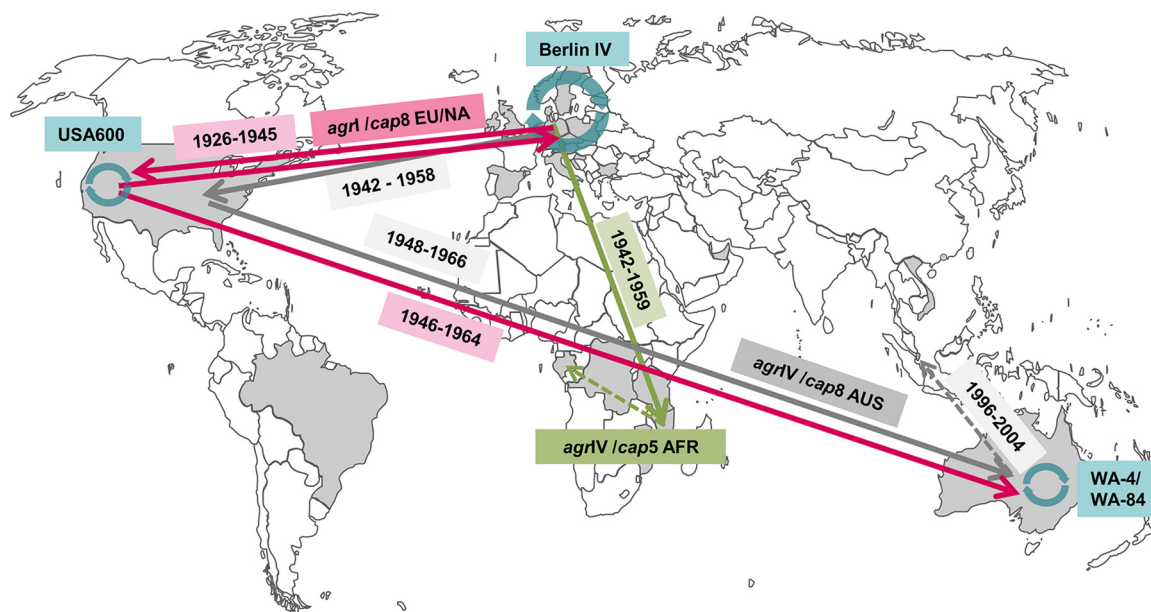 Berlin IV
USA600
1926-1945
agrI /cap8 EU/NA
1942 - 1958
1948-1966
1942-1959
1946-1964
agrIV /cap8 AUS
1996-2004
agrIV /cap5 AFR
WA-4/
WA-84